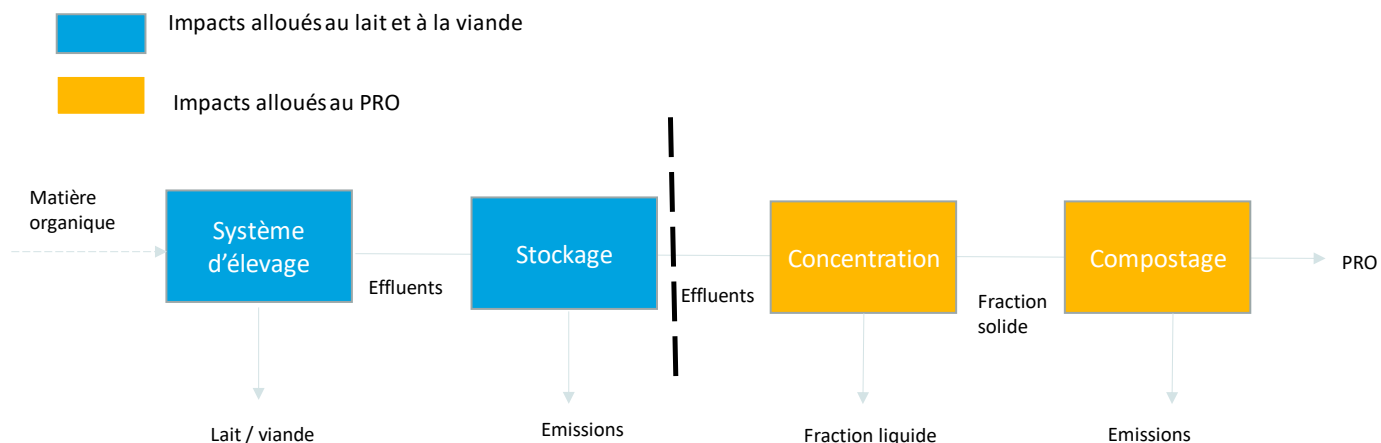 Impacts alloués au lait et à la viande
Impacts alloués au PRO
Matière
organique
Système
d'élevage
Effluents
Stockage
Effluents
Concentration
Fraction
solide
Compostage
PRO
Lait / viande
Emissions
Fraction liquide
Emissions